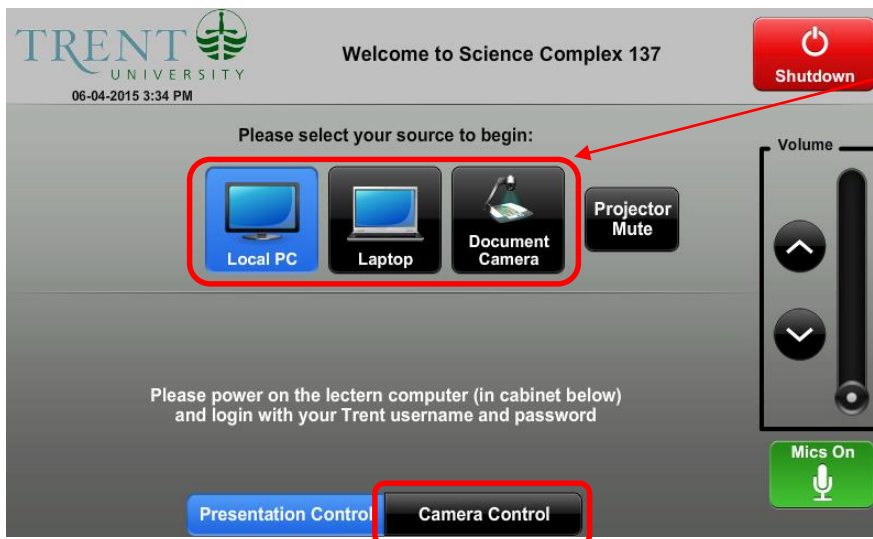 TRENT
UNIVERSITY
06-04-2015 3:34 PM
Welcome to Science Complex 137
Shutdown
Please select your source to begin:
Local PC
Laptop
Document
Camera
Projector
Mute
Volume
Please power on the lectern computer (in cabinet below)
and login with your Trent username and password
Mics On
Presentation Control
Camera Control